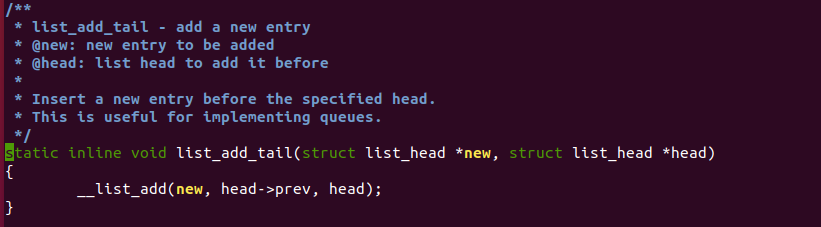 /**
 * list_add_tail - add a new entry
 * @new: new entry to be added
 * @head: list head to add it before
 *
 * Insert a new entry before the specified head.
 * This is useful for implementing queues.
 */
static inline void list_add_tail(struct list_head *new, struct list_head *head)
{
        __list_add(new, head->prev, head);
}